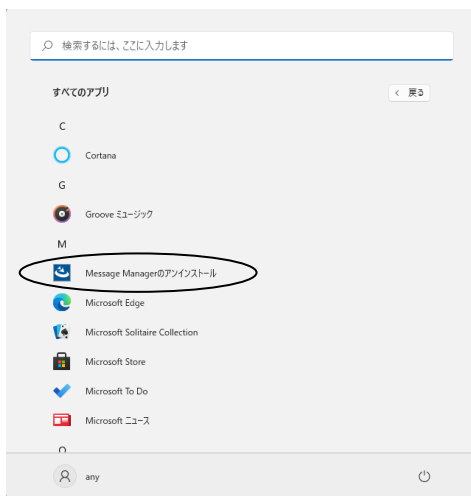 検索するには、ここに入力します
すべてのアプリ
< 戻る
C
Cortana
G
Groove ミュージック
M
Message Managerのアンインストール
Microsoft Edge
Microsoft Solitaire Collection
Microsoft Store
Microsoft To Do
Microsoft ニュース
O
any